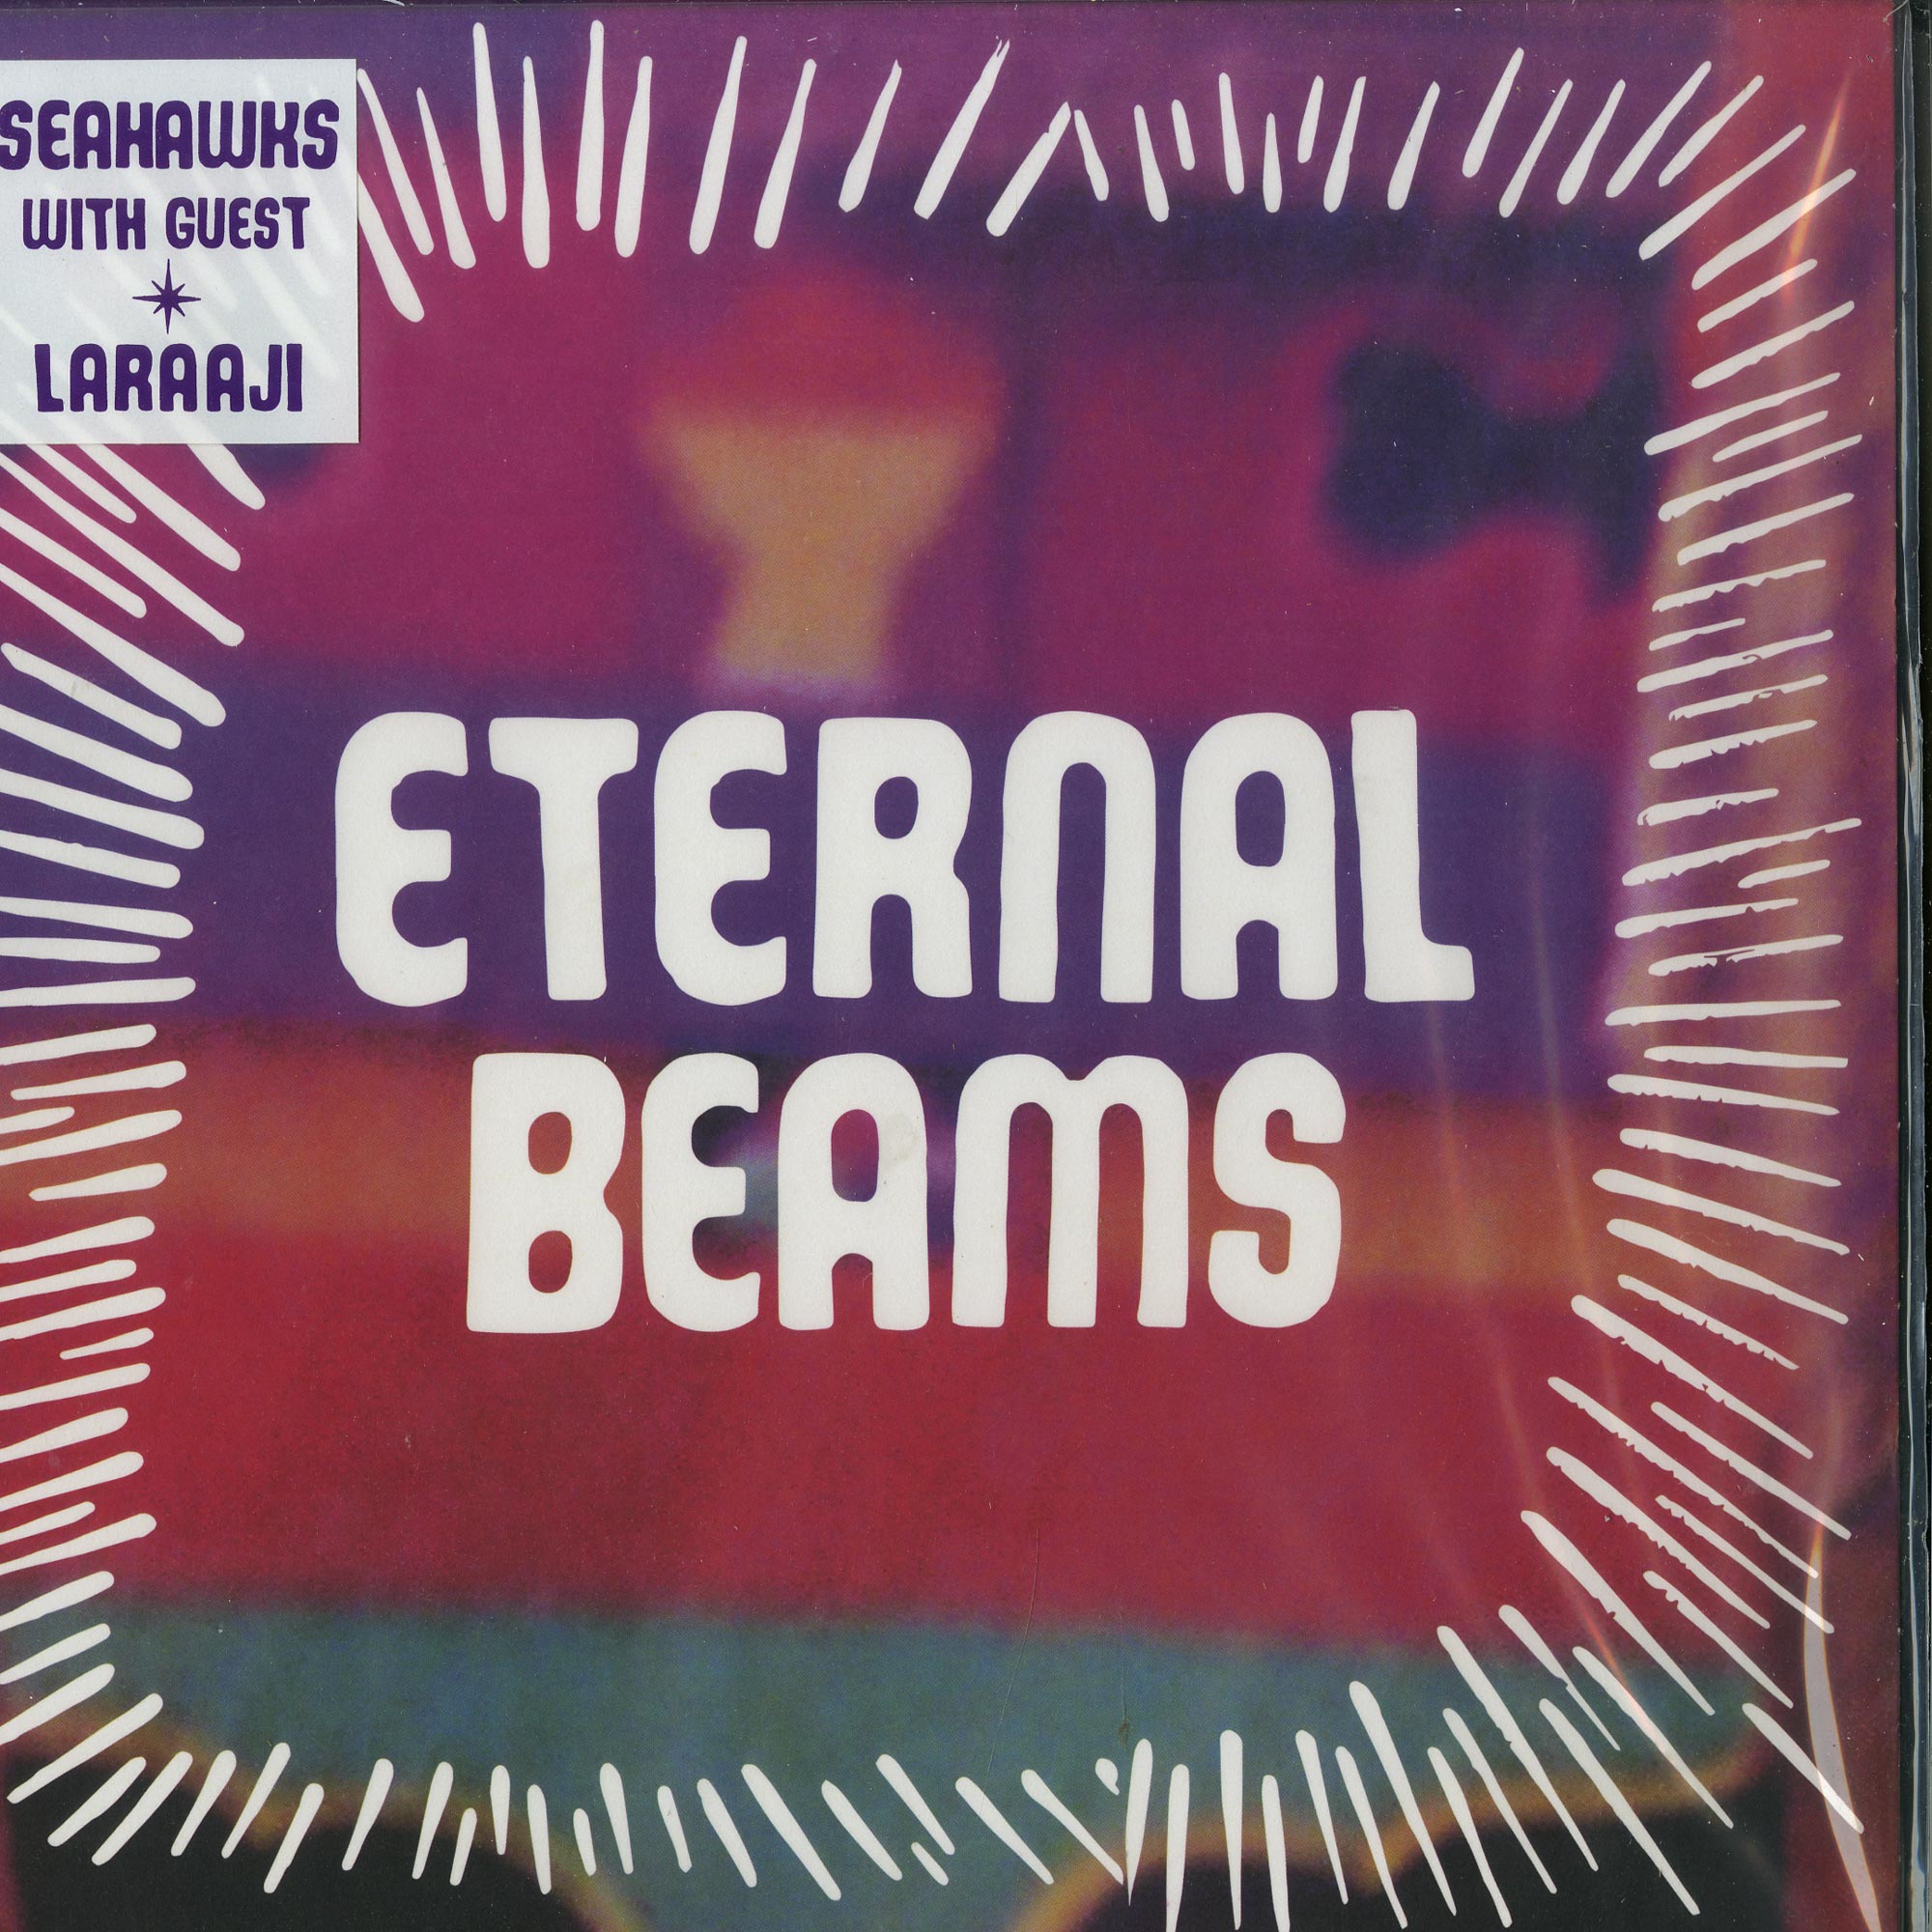 SEAHAWKS
WITH GUEST
LARAAJI
ETERNAL
BEAMS